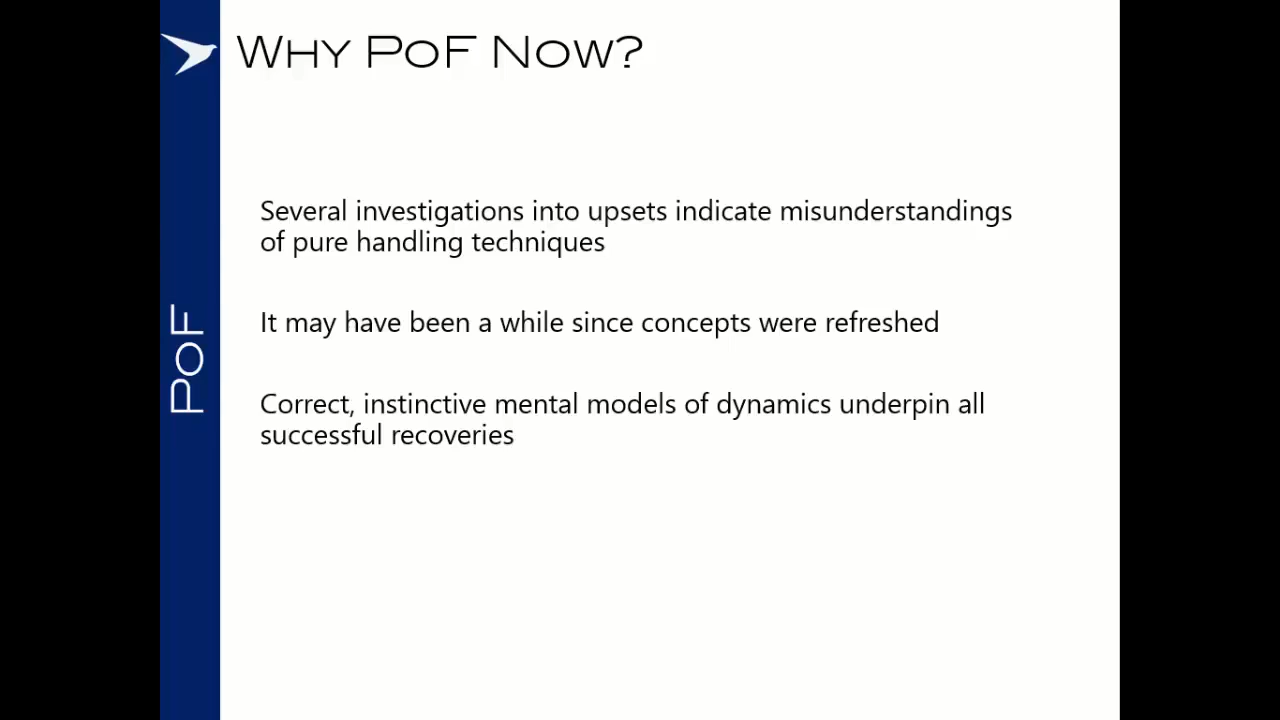 Why PoF Now?
Several investigations into upsets indicate misunderstandings
of pure handling techniques
It may have been a while since concepts were refreshed
Correct, instinctive mental models of dynamics underpin all
successful recoveries
PoF